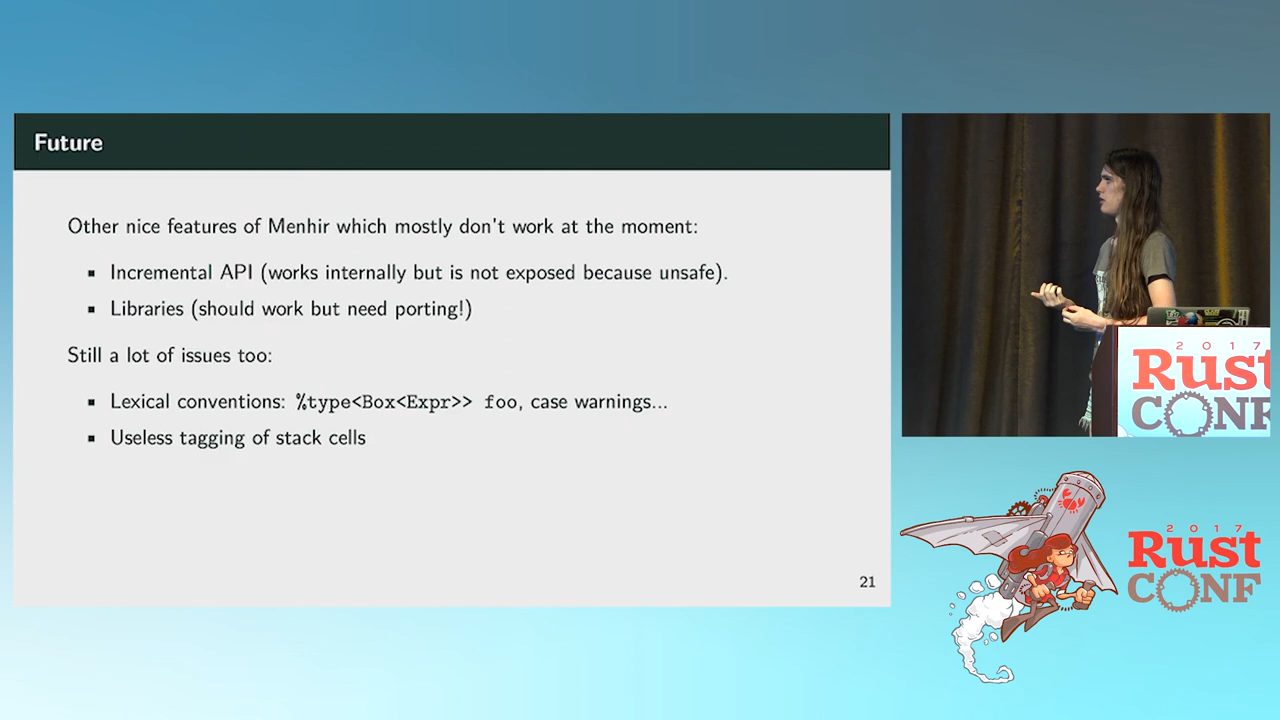 Future
Other nice features of Menhir which mostly don't work at the moment:
▪ Incremental API (works internally but is not exposed because unsafe).
▪ Libraries (should work but need porting!)
Still a lot of issues too:
▪ Lexical conventions: %type<Box<Expr>> foo, case warnings...
▪ Useless tagging of stack cells
21
2017
Rust
CONF
2017
Rust
CONF